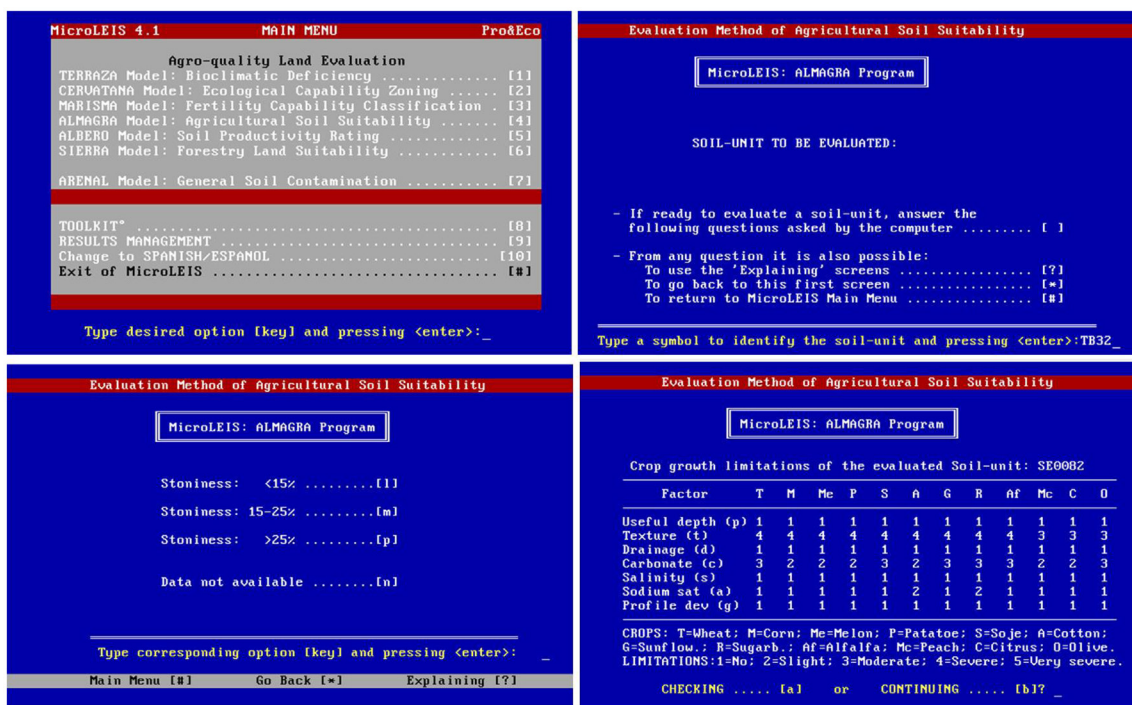 MicroLEIS 4.1 MAIN MENU Pro&Eco
Agro-quality Land Evaluation
TERRAZA Model: Bioclimatic Deficiency .............. [1]
CERVATANA Model: Ecological Capability Zoning ...... [2]
MARISMA Model: Fertility Capability Classification . [3]
ALMAGRA Model: Agricultural Soil Suitability ....... [4]
ALBERO Model: Soil Productivity Rating ............. [5]
SIERRA Model: Forestry Land Suitability ............ [6]
ARENAL Model: General Soil Contamination ........... [7]
TOOLKIT° ........................................... [8]
RESULTS MANAGEMENT ................................. [9]
Change to SPANISH/ESPANOL .......................... [10]
Exit of MicroLEIS .................................. [#]
Type desired option [key] and pressing <enter>:_
Evaluation Method of Agricultural Soil Suitability
MicroLEIS: ALMAGRA Program
SOIL-UNIT TO BE EVALUATED:
- If ready to evaluate a soil-unit, answer the
following questions asked by the computer ......... [ ]
- From any question it is also possible:
To use the 'Explaining' screens ................. [?]
To go back to this first screen ................. [*]
To return to MicroLEIS Main Menu ................ [#]
Type a symbol to identify the soil-unit and pressing <enter>:TB32_
Evaluation Method of Agricultural Soil Suitability
MicroLEIS: ALMAGRA Program
Stoniness: <15% .........[l]
Stoniness: 15-25% .........[m]
Stoniness: >25% .........[p]
Data not available ........[n]
Type corresponding option [key] and pressing <enter>: _
Main Menu [#] Go Back [*] Explaining [?]
Evaluation Method of Agricultural Soil Suitability
MicroLEIS: ALMAGRA Program
Crop growth limitations of the evaluated Soil-unit: SE0082
Factor T M Me P S A G R Af Mc C O
Useful depth (p) 1 1 1 1 1 1 1 1 1 1 1 1
Texture (t) 4 4 4 4 4 4 4 4 4 3 3 3
Drainage (d) 1 1 1 1 1 1 1 1 1 1 1 1
Carbonate (c) 3 2 2 2 3 2 3 3 3 2 2 3
Salinity (s) 1 1 1 1 1 1 1 1 1 1 1 1
Sodium sat (a) 1 1 1 1 1 2 1 2 1 1 1 1
Profile dev (g) 1 1 1 1 1 1 1 1 1 1 1 1
CROPS: T=Wheat; M=Corn; Me=Melon; P=Patatoe; S=Soje; A=Cotton;
G=Sunflow.; R=Sugarb.; Af=Alfalfa; Mc=Peach; C=Citrus; O=Olive.
LIMITATIONS:1=No; 2=Slight; 3=Moderate; 4=Severe; 5=Very severe.
CHECKING ..... [a] or CONTINUING ..... [b]? _